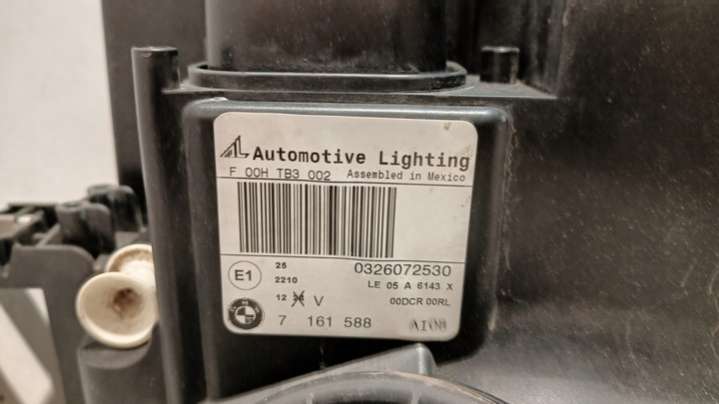 AL Automotive Lighting
F 00H TB3 002 Assembled in Mexico
E1 25 0326072530
2210 LE 05 A 6143 X
12 V 00DCR 00RL
7 161 588